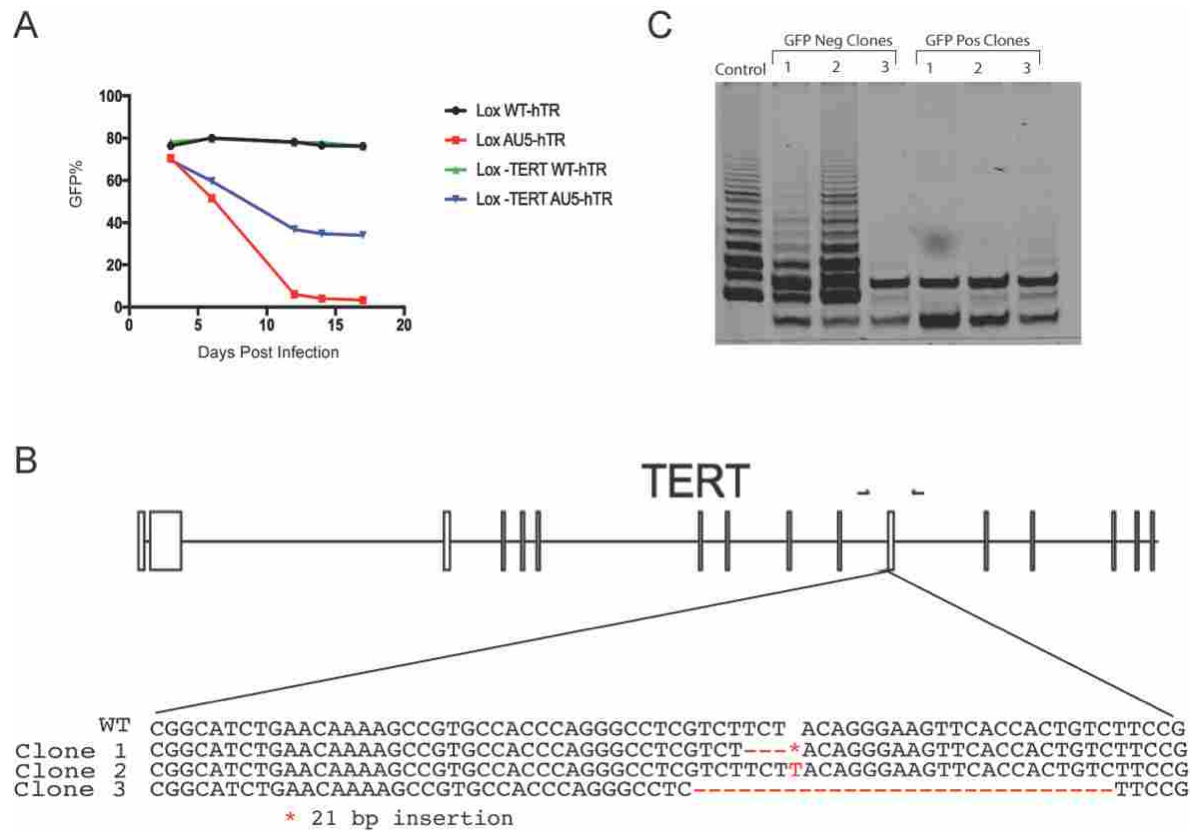 A
100
80
60
40
20
0
GFP%
0 5 10 15 20
Days Post Infection
Lox WT-hTR
Lox AU5-hTR
Lox -TERT WT-hTR
Lox -TERT AU5-hTR
C
GFP Neg Clones GFP Pos Clones
Control 1 2 3 1 2 3
B
TERT
WT CGGCATCTGAACAAAAGCCGTGCCACCCAGGGCCTCGTCTTCT ACAGGGAAGTTCACCACTGTCTTCCG
Clone 1 CGGCATCTGAACAAAAGCCGTGCCACCCAGGGCCTCGTCT---*ACAGGGAAGTTCACCACTGTCTTCCG
Clone 2 CGGCATCTGAACAAAAGCCGTGCCACCCAGGGCCTCGTCTTCTTACAGGGAAGTTCACCACTGTCTTCCG
Clone 3 CGGCATCTGAACAAAAGCCGTGCCACCCAGGGCCTC-----------------------------TTCCG
* 21 bp insertion